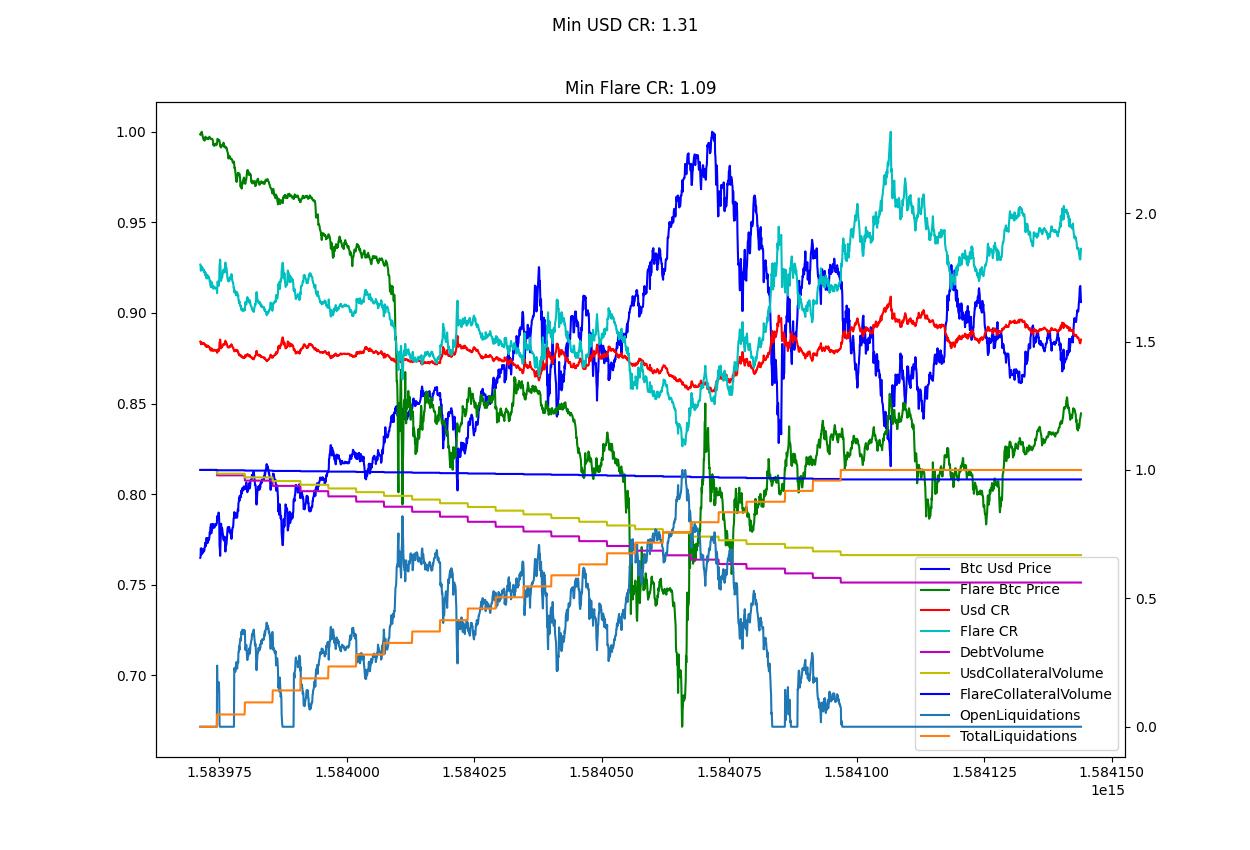 Min USD CR: 1.31
Min Flare CR: 1.09
1.00
0.95
0.90
0.85
0.80
0.75
0.70
2.0
1.5
1.0
0.5
0.0
Btc Usd Price
Flare Btc Price
Usd CR
Flare CR
DebtVolume
UsdCollateralVolume
FlareCollateralVolume
OpenLiquidations
TotalLiquidations
1.583975 1.584000 1.584025 1.584050 1.584075 1.584100 1.584125 1.584150
1e15